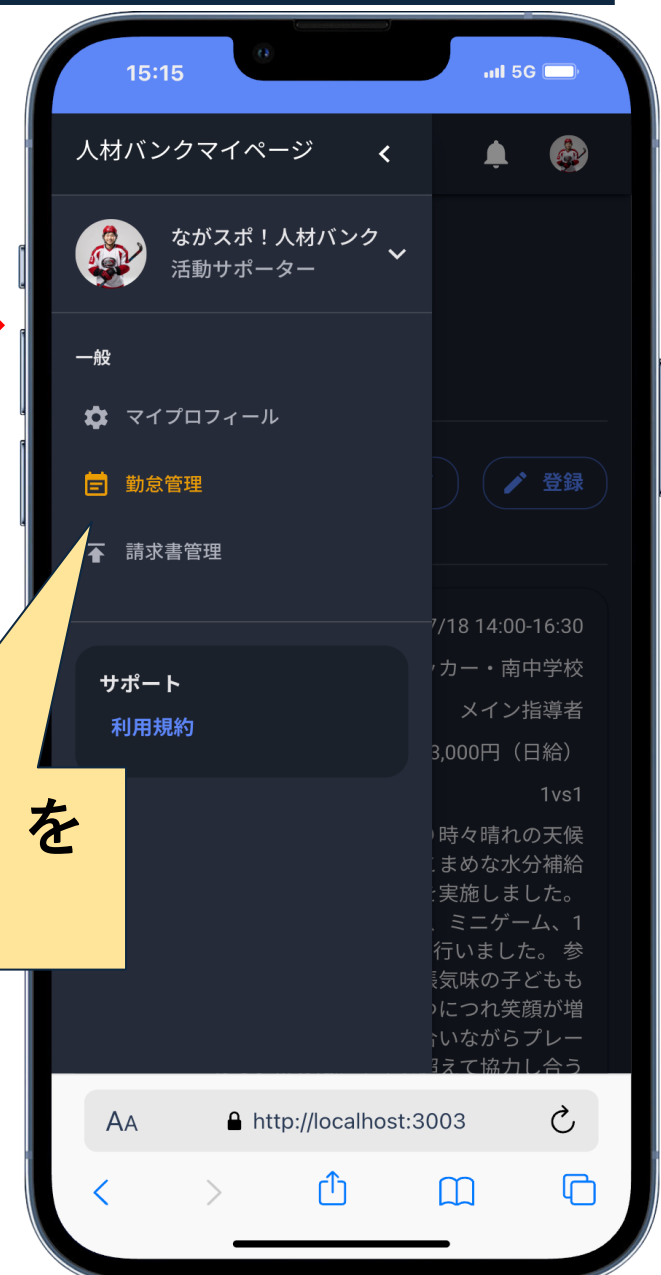 15:15
5G
人材バンクマイページ
ながスポ！人材バンク
活動サポーター
一般
マイプロフィール
勤怠管理
登録
請求書管理
7/18 14:00-16:30
サポート
カー・南中学校
利用規約
メイン指導者
3,000円（日給）
1vs1
を
時々晴れの天候
まめな水分補給
実施しました。
、ミニゲーム、1
行いました。 参
気味の子どもも
につれ笑顔が増
いながらプレー
えて協力し合う
AA
http://localhost:3003